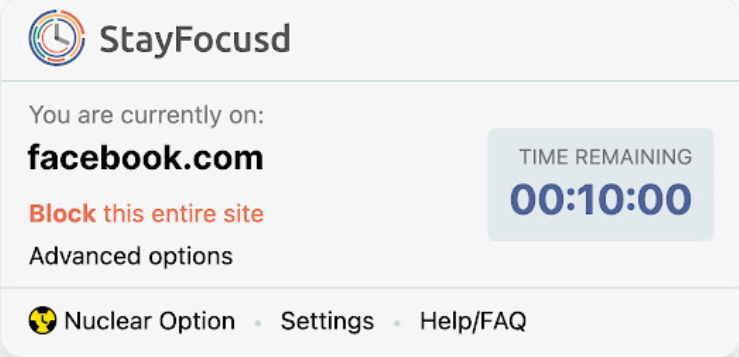 StayFocusd
You are currently on:
facebook.com
TIME REMAINING
00:10:00
Block this entire site
Advanced options
Nuclear Option • Settings • Help/FAQ